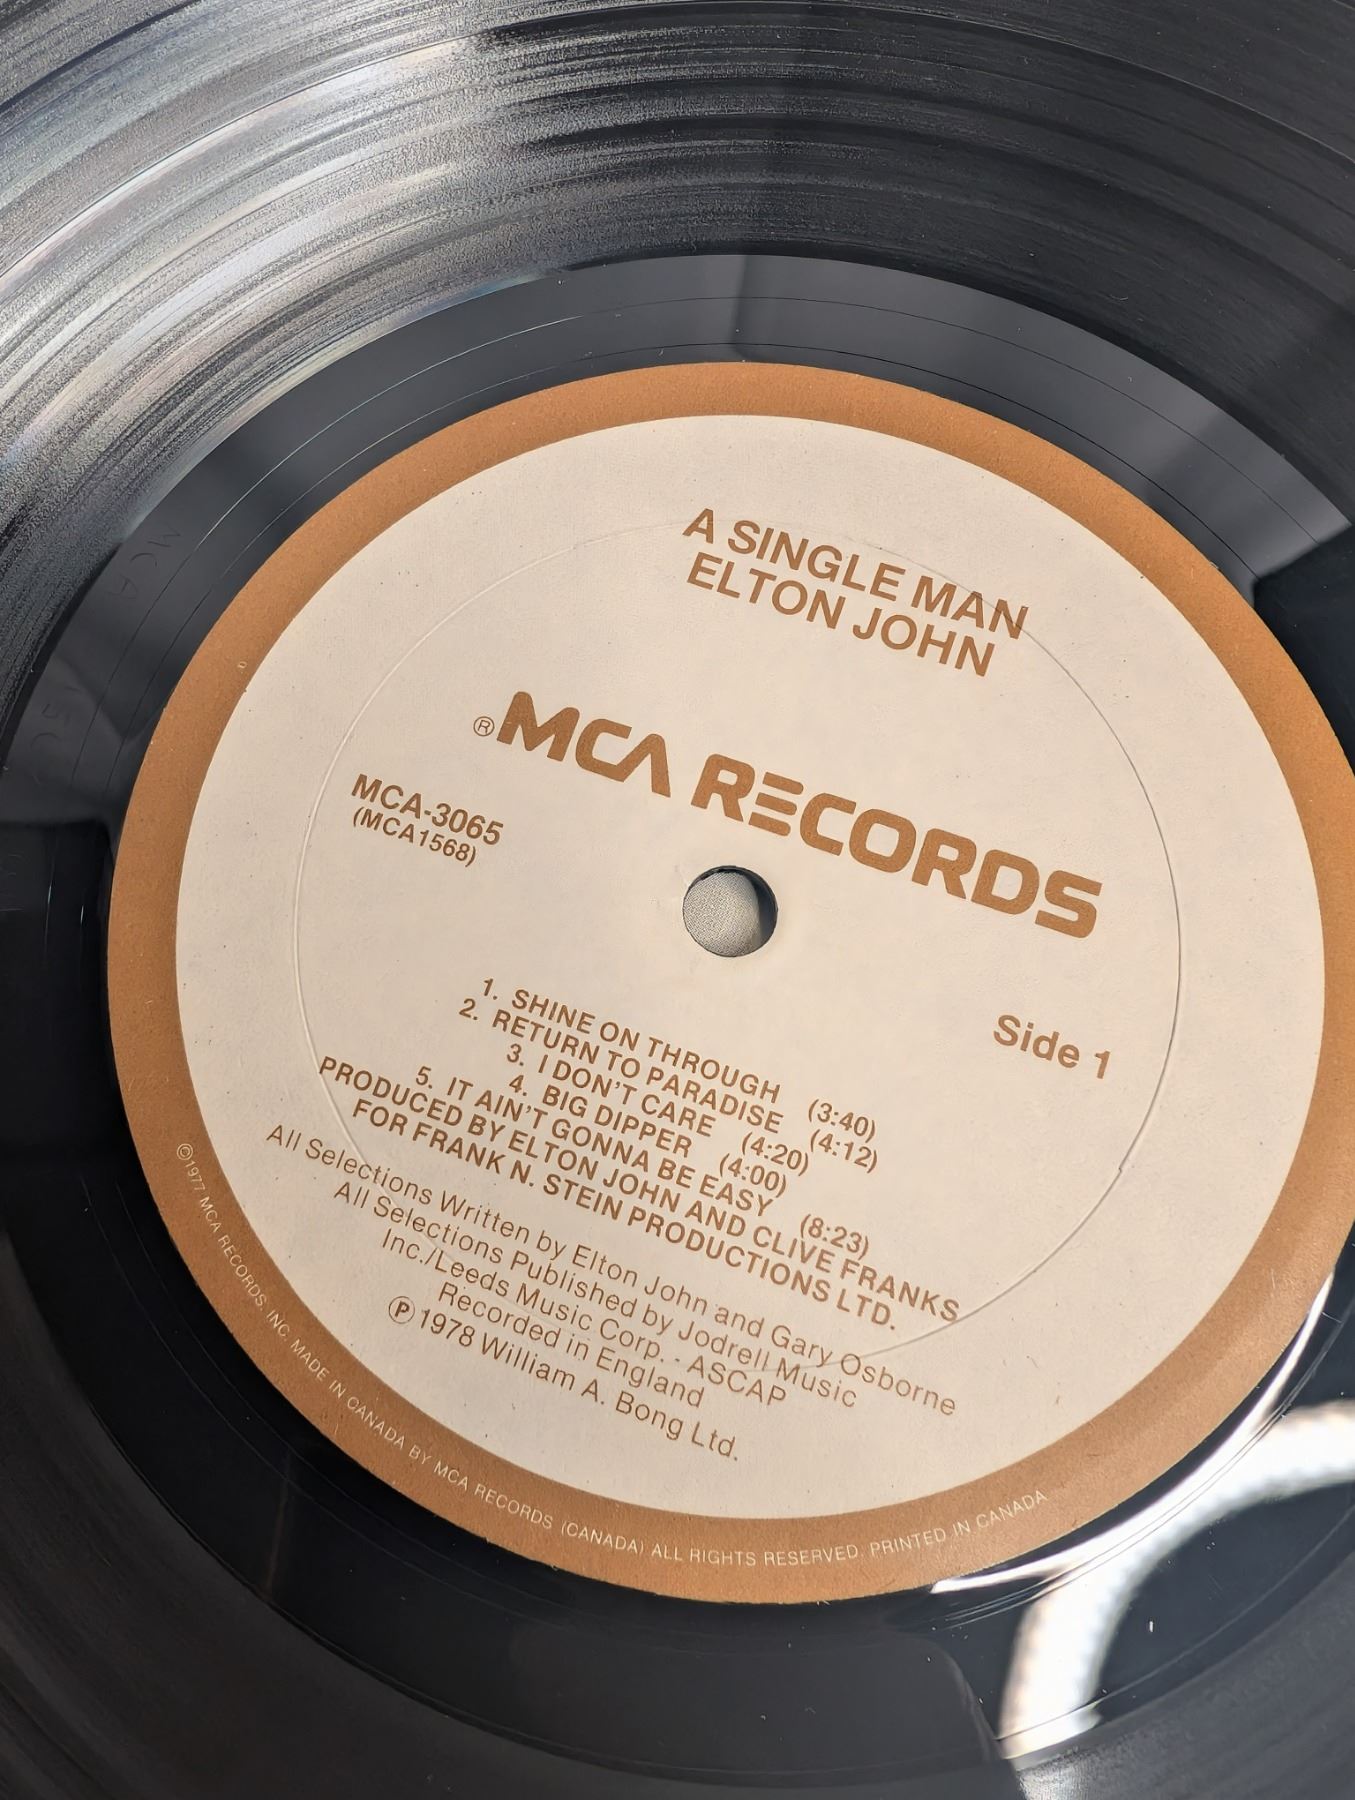 A SINGLE MAN
ELTON JOHN
® MCA RECORDS
MCA-3065
(MCA1568)
Side 1
1. SHINE ON THROUGH (3:40)
2. RETURN TO PARADISE (4:12)
3. I DON'T CARE (4:20)
4. BIG DIPPER (4:00)
5. IT AIN'T GONNA BE EASY (8:23)
PRODUCED BY ELTON JOHN AND CLIVE FRANKS
FOR FRANK N. STEIN PRODUCTIONS LTD.
All Selections Written by Elton John and Gary Osborne
All Selections Published by Jodrell Music
Inc./Leeds Music Corp. - ASCAP
Recorded in England
℗ 1978 William A. Bong Ltd.
©1977 MCA RECORDS, INC. MADE IN CANADA BY MCA RECORDS (CANADA) ALL RIGHTS RESERVED. PRINTED IN CANADA
MCA